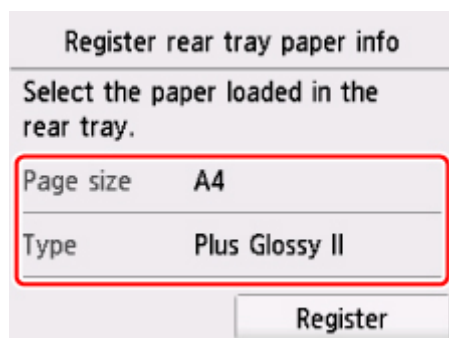 Register rear tray paper info
Select the paper loaded in the
rear tray.
Page size A4
Type Plus Glossy II
Register